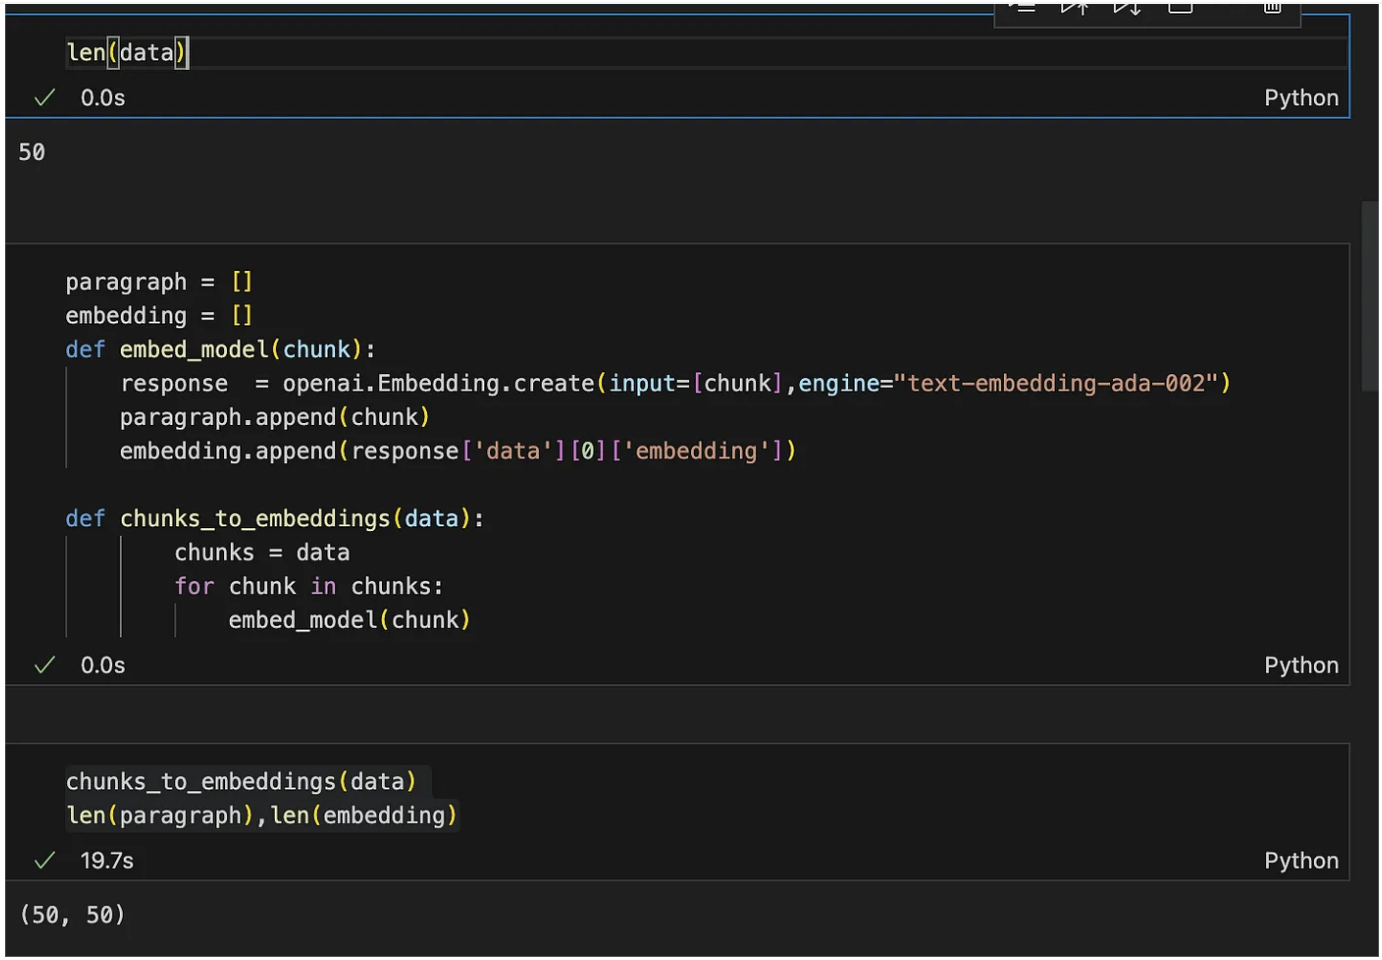 len(data)
0.0s
Python
50
paragraph = []
embedding = []
def embed_model(chunk):
    response  = openai.Embedding.create(input=[chunk],engine="text-embedding-ada-002")
    paragraph.append(chunk)
    embedding.append(response['data'][0]['embedding'])
def chunks_to_embeddings(data):
        chunks = data
        for chunk in chunks:
            embed_model(chunk)
0.0s
Python
chunks_to_embeddings(data)
len(paragraph),len(embedding)
19.7s
Python
(50, 50)